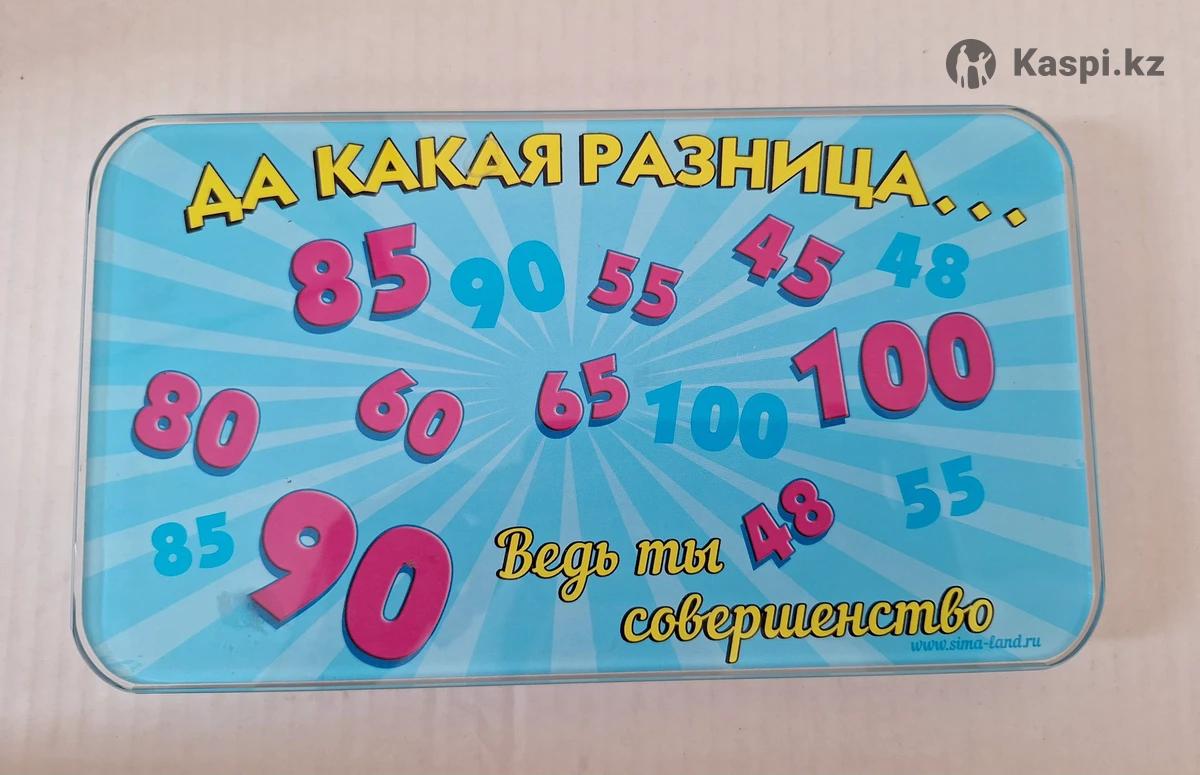 Kaspi.kz
ДА КАКАЯ РАЗНИЦА...
85 90 55 45 48
80 60 65 100 100
85 90 48 55
Ведь ты
совершенство
www.sima-land.ru